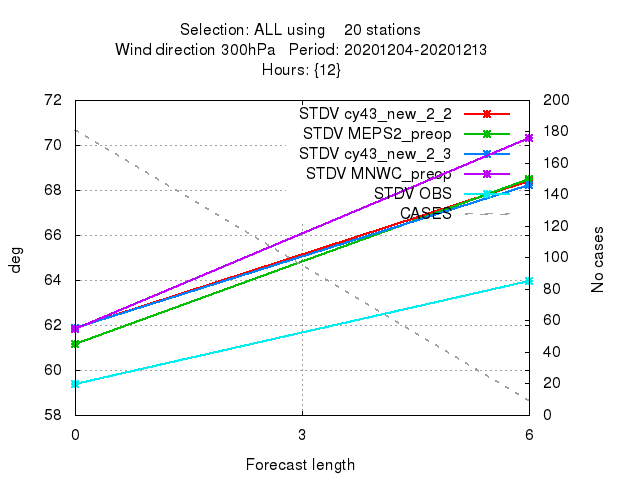 Selection: ALL using 20 stations
Wind direction 300hPa Period: 20201204-20201213
Hours: {12}
72
70
68
66
64
62
60
58
deg
200
180
160
140
120
100
80
60
40
20
0
No cases
STDV cy43_new_2_2
STDV MEPS2_preop
STDV cy43_new_2_3
STDV MNWC_preop
STDV OBS
CASES
0 3 6
Forecast length